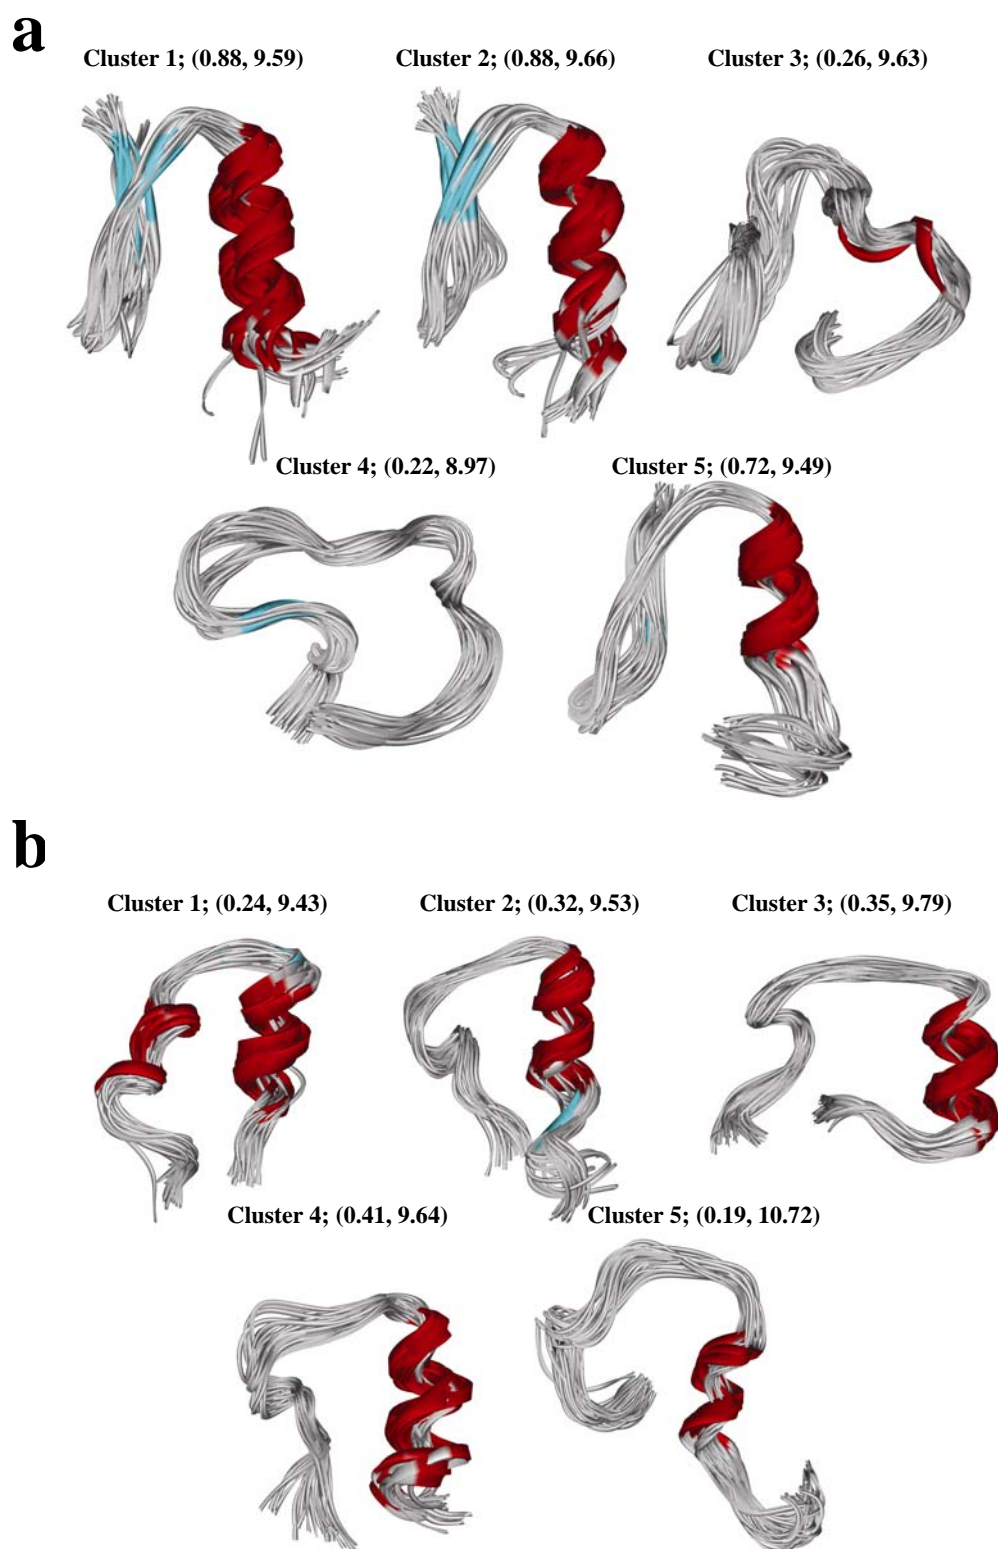 a
Cluster 1; (0.88, 9.59)
Cluster 2; (0.88, 9.66)
Cluster 3; (0.26, 9.63)
Cluster 4; (0.22, 8.97)
Cluster 5; (0.72, 9.49)
b
Cluster 1; (0.24, 9.43)
Cluster 2; (0.32, 9.53)
Cluster 3; (0.35, 9.79)
Cluster 4; (0.41, 9.64)
Cluster 5; (0.19, 10.72)